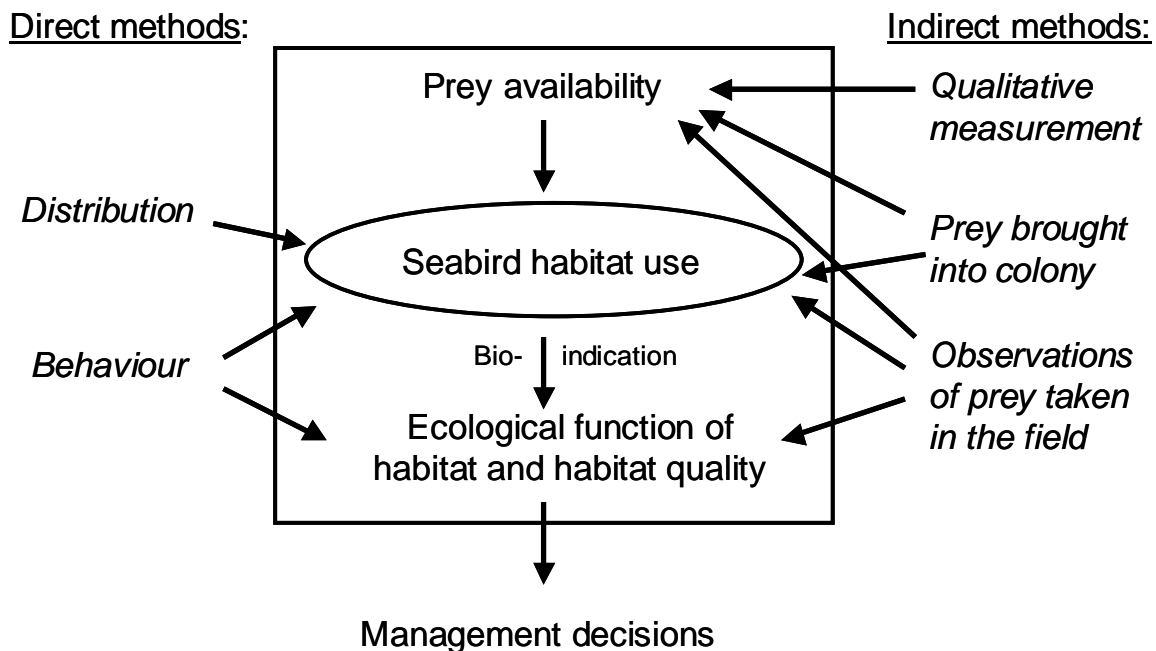 Direct methods:
Indirect methods:
Prey availability
Qualitative
measurement
Distribution
Seabird habitat use
Prey brought
into colony
Behaviour
Bio- indication
Observations
of prey taken
in the field
Ecological function of
habitat and habitat quality
Management decisions